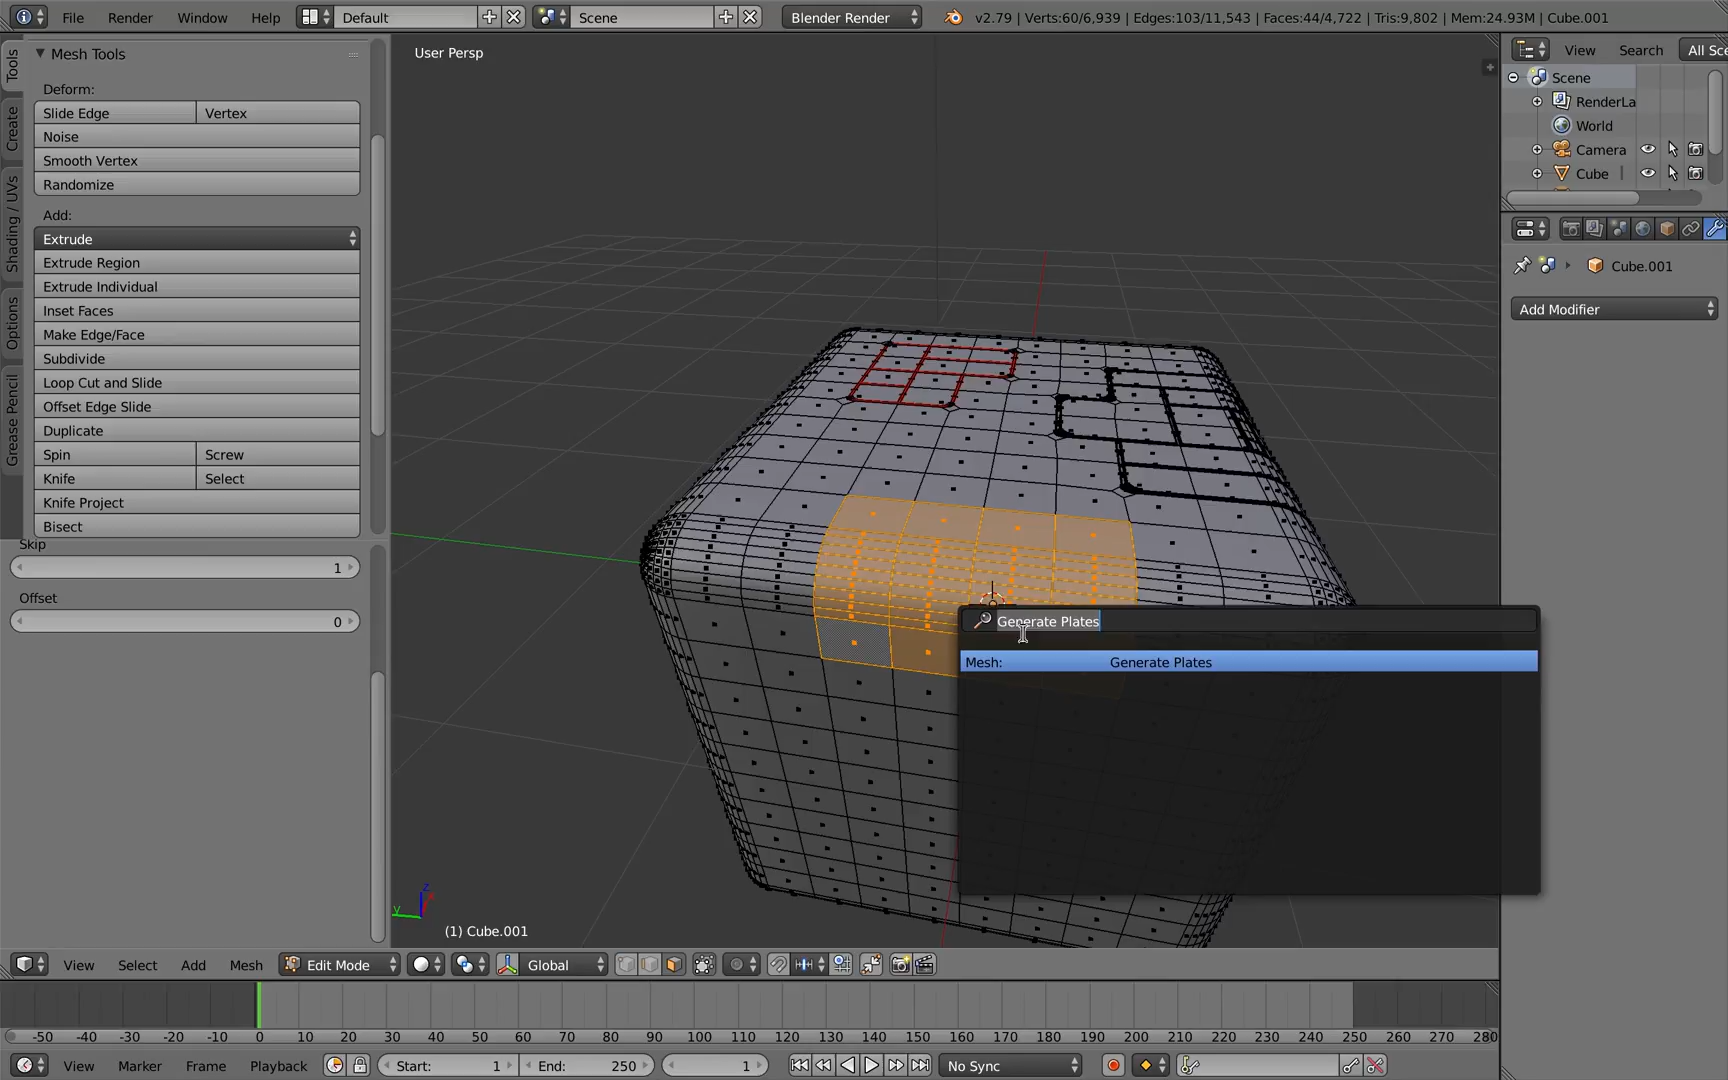 File Render Window Help Default Scene Blender Render v2.79 | Verts:60/6,939 | Edges:103/11,543 | Faces:44/4,722 | Tris:9,802 | Mem:24.93M | Cube.001
Tools
Create
Shading / UVs
Options
Grease Pencil
Mesh Tools
Deform:
Slide Edge Vertex
Noise
Smooth Vertex
Randomize
Add:
Extrude
Extrude Region
Extrude Individual
Inset Faces
Make Edge/Face
Subdivide
Loop Cut and Slide
Offset Edge Slide
Duplicate
Spin Screw
Knife Select
Knife Project
Bisect
Skip
1
Offset
0
User Persp
Generate Plates
Mesh: Generate Plates
z
y
(1) Cube.001
View Search All Sce
Scene
RenderLa
World
Camera
Cube
Cube.001
Add Modifier
View Select Add Mesh Edit Mode Global
-50 -40 -30 -20 -10 0 10 20 30 40 50 60 70 80 90 100 110 120 130 140 150 160 170 180 190 200 210 220 230 240 250 260 270 280
View Marker Frame Playback Start: 1 End: 250 1 No Sync